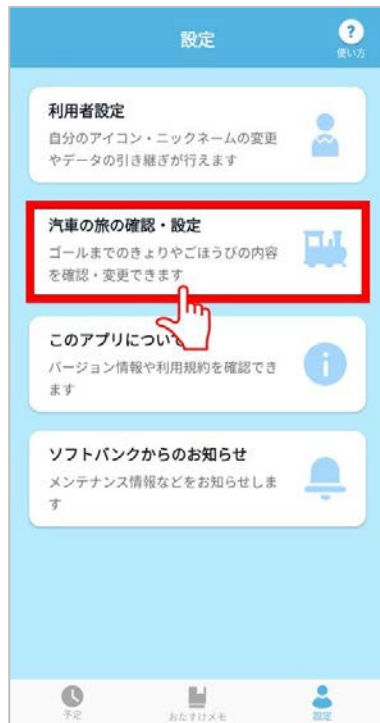 設定
?
使い方
利用者設定
自分のアイコン・ニックネームの変更
やデータの引き継ぎが行えます
汽車の旅の確認・設定
ゴールまでのきょりやごほうびの内容
を確認・変更できます
このアプリについて
バージョン情報や利用規約を確認でき
ます
ソフトバンクからのお知らせ
メンテナンス情報などをお知らせしま
す
予定
おたすけメモ
設定